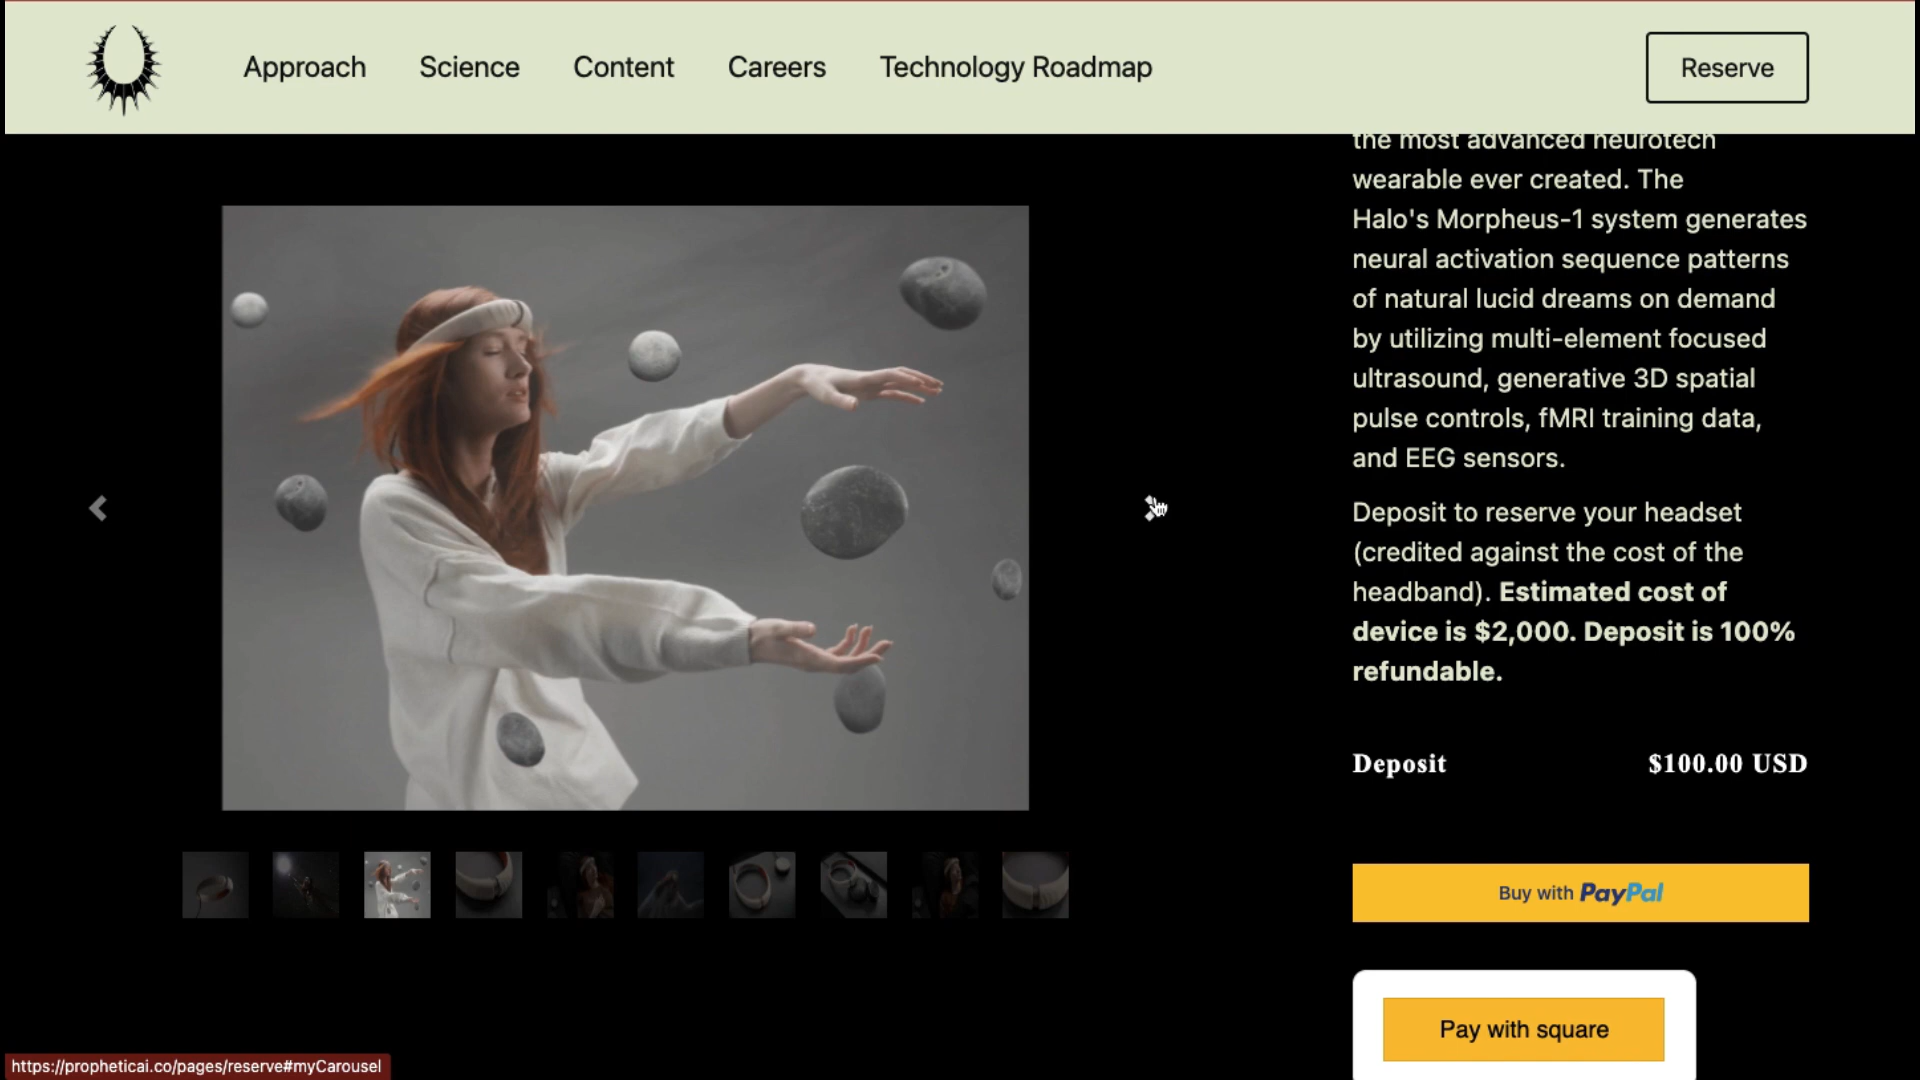 Approach
Science
Content
Careers
Technology Roadmap
Reserve
the most advanced neurotech
wearable ever created. The
Halo's Morpheus-1 system generates
neural activation sequence patterns
of natural lucid dreams on demand
by utilizing multi-element focused
ultrasound, generative 3D spatial
pulse controls, fMRI training data,
and EEG sensors.
Deposit to reserve your headset
(credited against the cost of the
headband). Estimated cost of
device is $2,000. Deposit is 100%
refundable.
Deposit $100.00 USD
Buy with PayPal
Pay with square
https://propheticai.co/pages/reserve#myCarousel